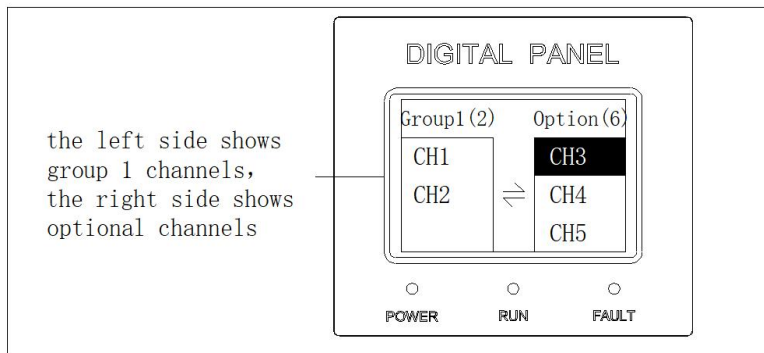 DIGITAL PANEL
the left side shows
group 1 channels,
the right side shows
optional channels
Group1(2) Option(6)
CH1 CH3
CH2 ⇌ CH4
CH5
POWER RUN FAULT